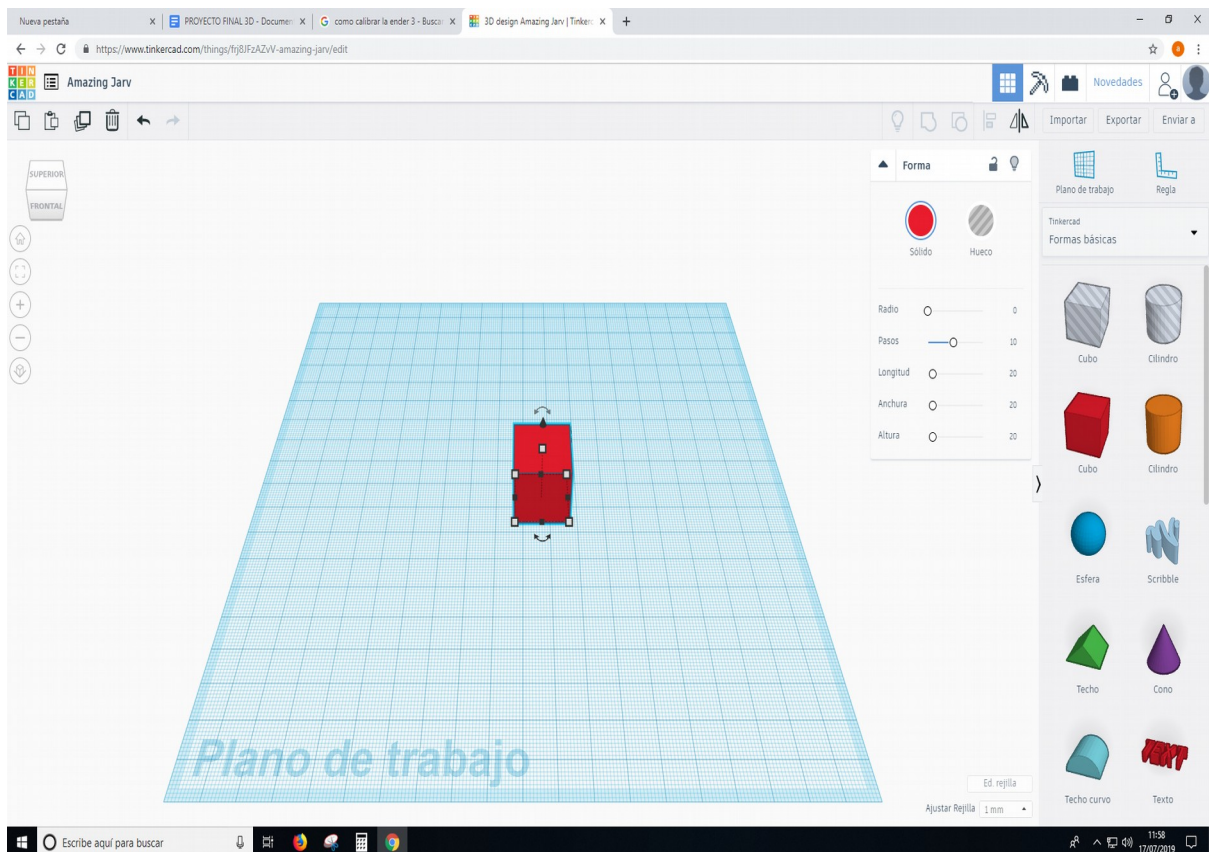 Nueva pestaña
PROYECTO FINAL 3D - Documen
como calibrar la ender 3 - Busca
3D design Amazing Jarv | Tinker
https://www.tinkercad.com/things/frj8JFzAZvV-amazing-jarv/edit
TINKERCAD
Amazing Jarv
Novedades
Importar
Exportar
Enviar a
SUPERIOR
FRONTAL
Forma
Sólido
Hueco
Radio 0
Pasos 10
Longitud 20
Anchura 20
Altura 20
Plano de trabajo
Regla
Tinkercad
Formas básicas
Cubo
Cilindro
Cubo
Cilindro
Esfera
Scribble
Techo
Cono
TEXT
Techo curvo
Texto
Plano de trabajo
Ed. rejilla
Ajustar Rejilla 1 mm
Escribe aquí para buscar
11:58
17/07/2019